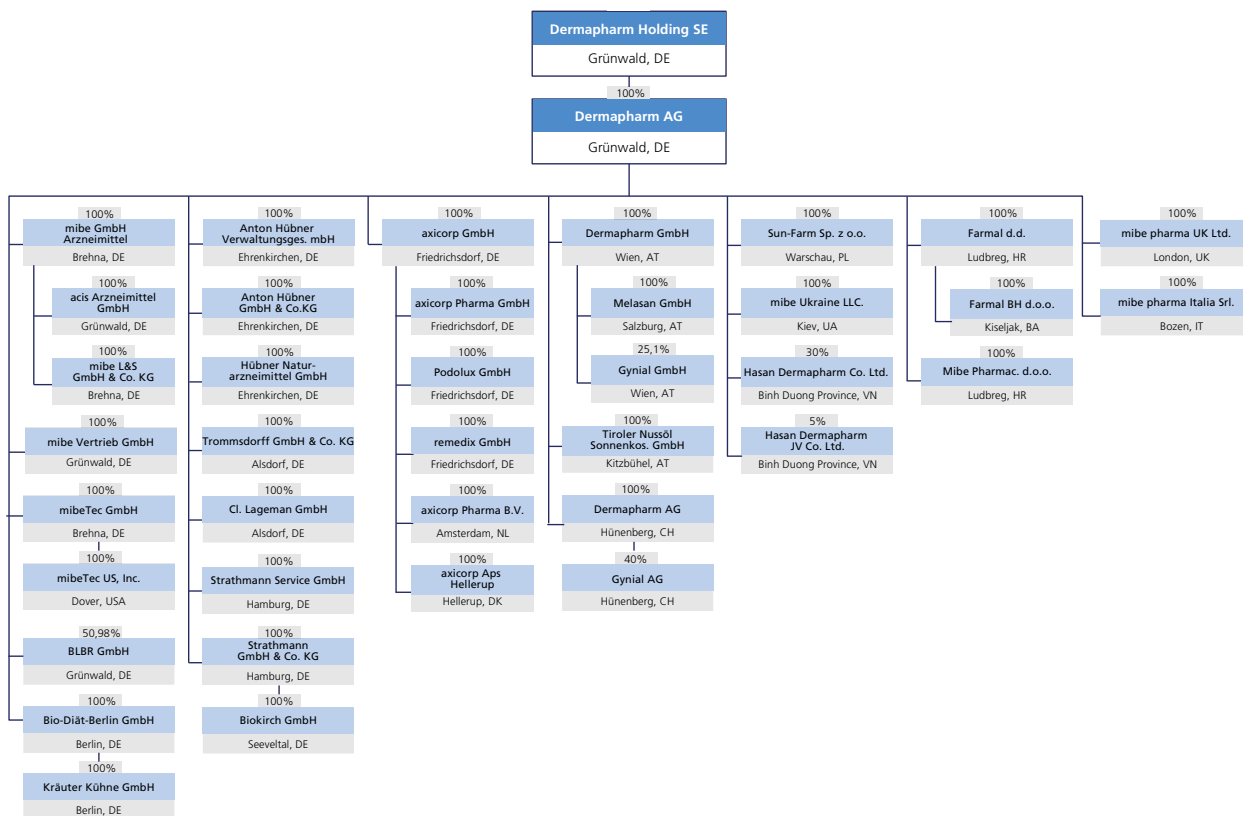 Dermapharm Holding SE
Grünwald, DE
100%
Dermapharm AG
Grünwald, DE
100%
mibe GmbH
Arzneimittel
Brehna, DE
100%
acis Arzneimittel
GmbH
Grünwald, DE
100%
mibe L&S
GmbH & Co. KG
Brehna, DE
100%
mibe Vertrieb GmbH
Grünwald, DE
100%
mibeTec GmbH
Brehna, DE
100%
mibeTec US, Inc.
Dover, USA
50,98%
BLBR GmbH
Grünwald, DE
100%
Bio-Diät-Berlin GmbH
Berlin, DE
100%
Kräuter Kühne GmbH
Berlin, DE
100%
Anton Hübner
Verwaltungsges. mbH
Ehrenkirchen, DE
100%
Anton Hübner
GmbH & Co.KG
Ehrenkirchen, DE
100%
Hübner Natur-
arzneimittel GmbH
Ehrenkirchen, DE
100%
Trommsdorff GmbH & Co. KG
Alsdorf, DE
100%
Cl. Lageman GmbH
Alsdorf, DE
100%
Strathmann Service GmbH
Hamburg, DE
100%
Strathmann
GmbH & Co. KG
Hamburg, DE
100%
Biokirch GmbH
Seeveltal, DE
100%
axicorp GmbH
Friedrichsdorf, DE
100%
axicorp Pharma GmbH
Friedrichsdorf, DE
100%
Podolux GmbH
Friedrichsdorf, DE
100%
remedix GmbH
Friedrichsdorf, DE
100%
axicorp Pharma B.V.
Amsterdam, NL
100%
axicorp Aps
Hellerup
Hellerup, DK
100%
Dermapharm GmbH
Wien, AT
100%
Melasan GmbH
Salzburg, AT
25,1%
Gynial GmbH
Wien, AT
100%
Tiroler Nussöl
Sonnenkos. GmbH
Kitzbühel, AT
100%
Dermapharm AG
Hünenberg, CH
40%
Gynial AG
Hünenberg, CH
100%
Sun-Farm Sp. z o.o.
Warschau, PL
100%
mibe Ukraine LLC.
Kiev, UA
30%
Hasan Dermapharm Co. Ltd.
Binh Duong Province, VN
5%
Hasan Dermapharm
JV Co. Ltd.
Binh Duong Province, VN
100%
Farmal d.d.
Ludbreg, HR
100%
Farmal BH d.o.o.
Kiseljak, BA
100%
Mibe Pharmac. d.o.o.
Ludbreg, HR
100%
mibe pharma UK Ltd.
London, UK
100%
mibe pharma Italia Srl.
Bozen, IT